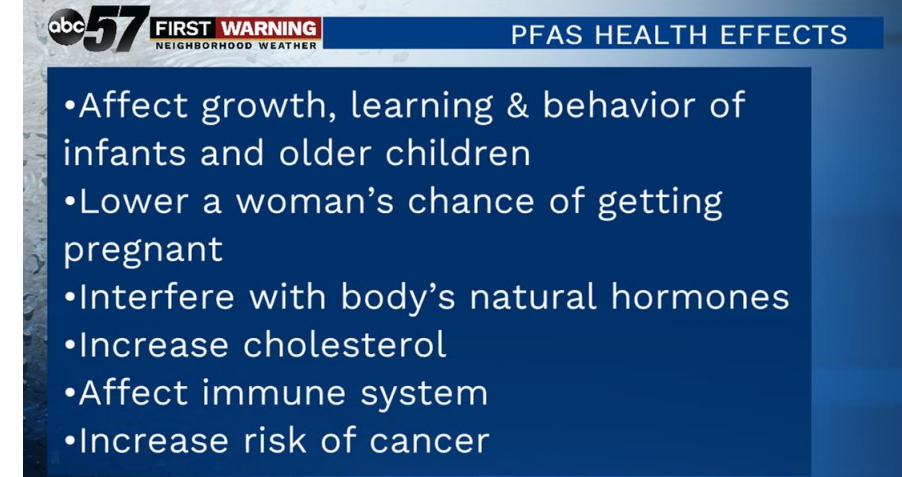 abc 57 FIRST WARNING
NEIGHBORHOOD WEATHER
PFAS HEALTH EFFECTS
•Affect growth, learning & behavior of
infants and older children
•Lower a woman’s chance of getting
pregnant
•Interfere with body’s natural hormones
•Increase cholesterol
•Affect immune system
•Increase risk of cancer